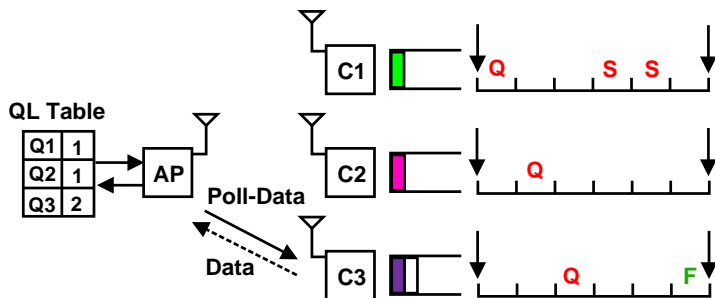 C1
Q S S
QL Table
Q1 1
Q2 1
Q3 2
AP
C2
Q
Poll-Data
Data
C3
Q F